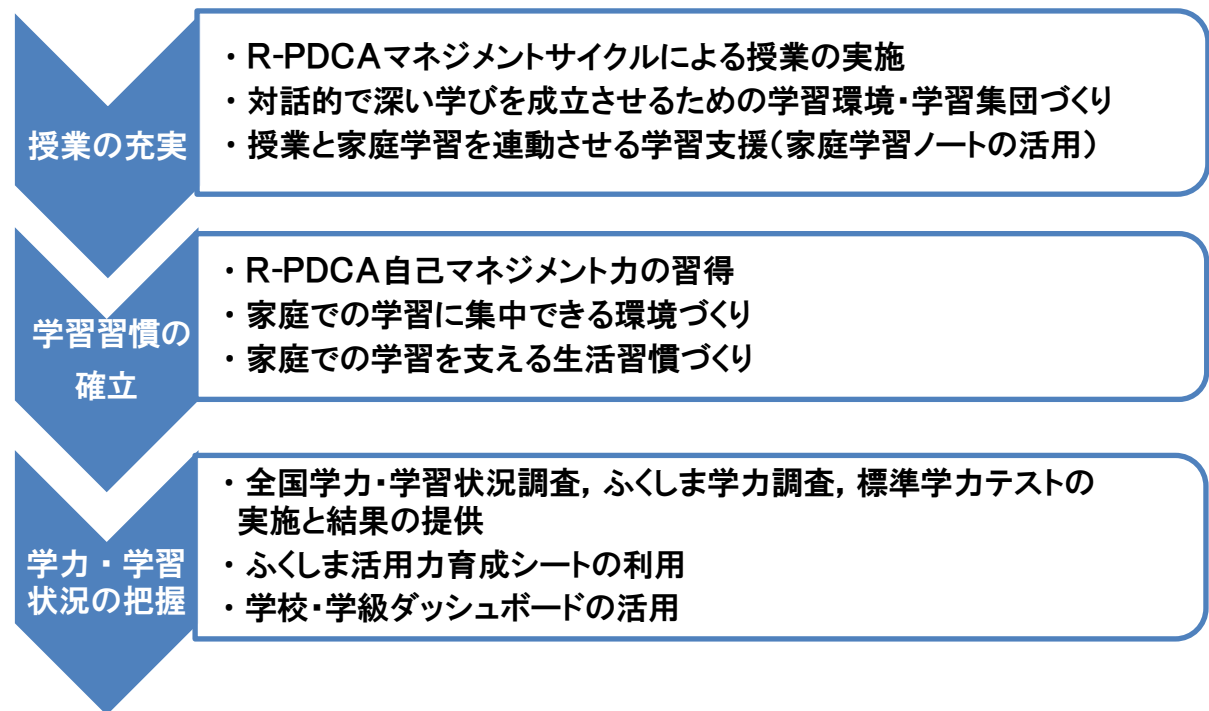 授業の充実
・R-PDCAマネジメントサイクルによる授業の実施
・対話的で深い学びを成立させるための学習環境・学習集団づくり
・授業と家庭学習を連動させる学習支援(家庭学習ノートの活用)
学習習慣の
確立
・R-PDCA自己マネジメント力の習得
・家庭での学習に集中できる環境づくり
・家庭での学習を支える生活習慣づくり
学力・学習
状況の把握
・全国学力・学習状況調査,ふくしま学力調査,標準学力テストの
実施と結果の提供
・ふくしま活用力育成シートの利用
・学校・学級ダッシュボードの活用